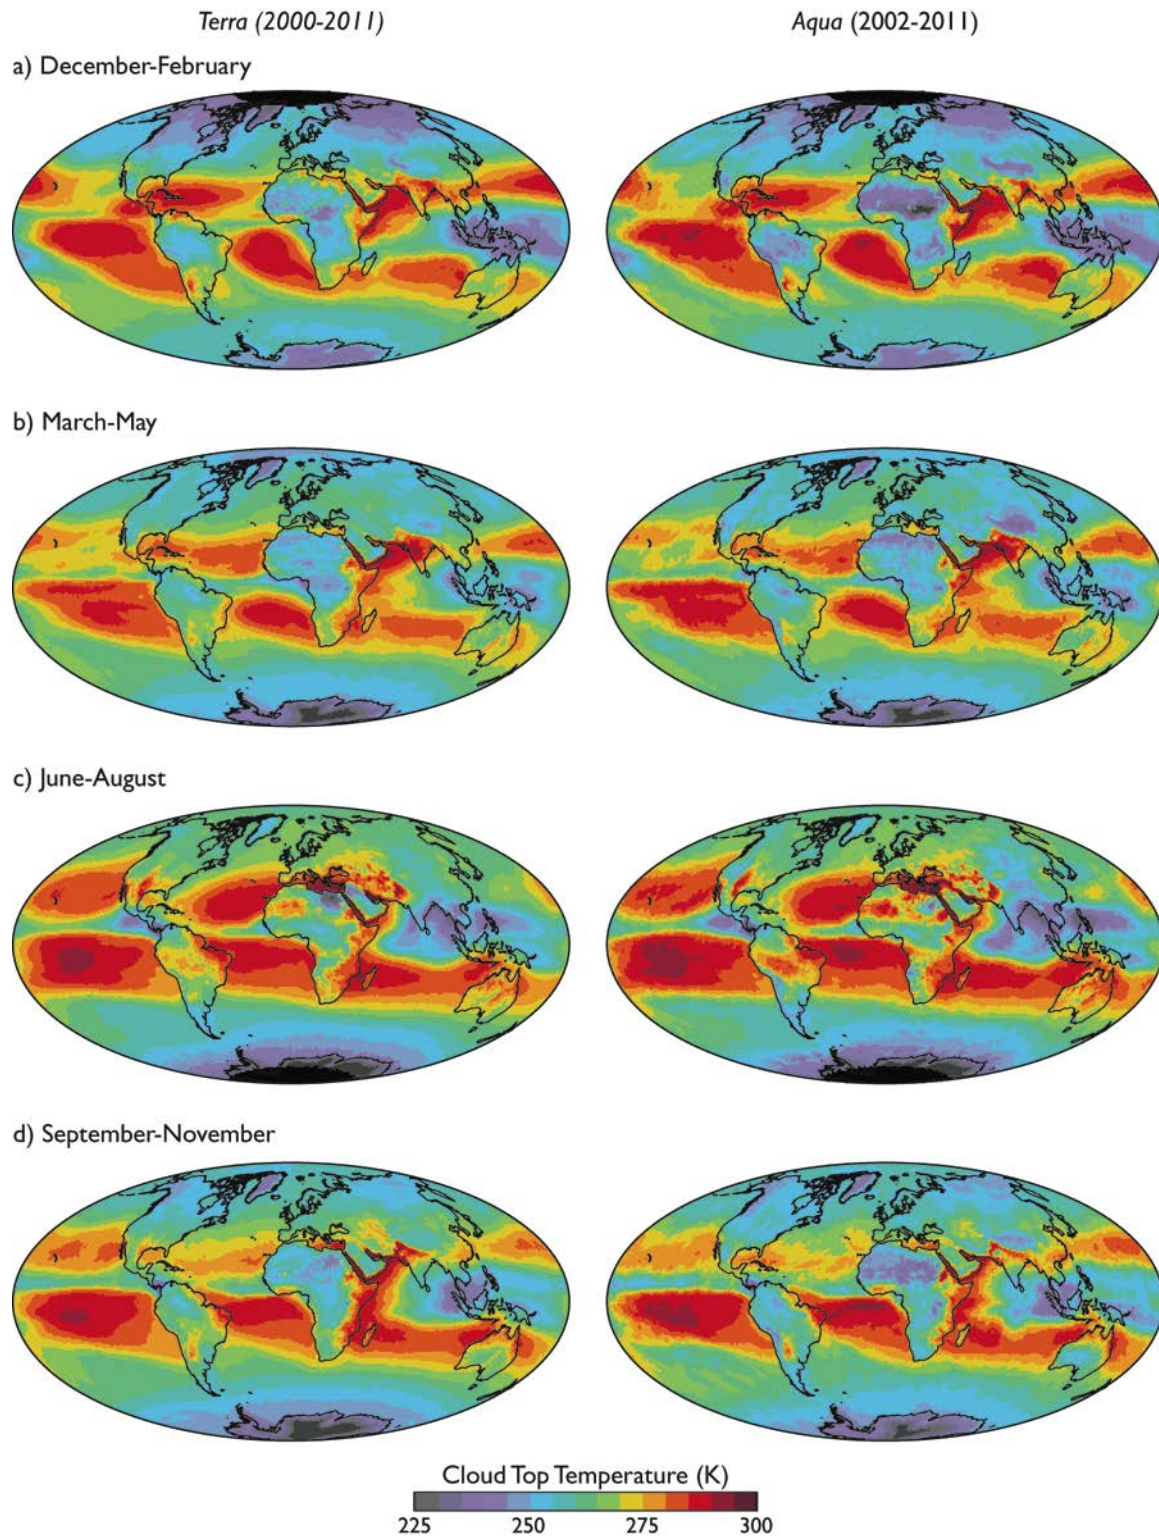 Terra (2000-2011)
Aqua (2002-2011)
a) December-February
b) March-May
c) June-August
d) September-November
Cloud Top Temperature (K)
225 250 275 300